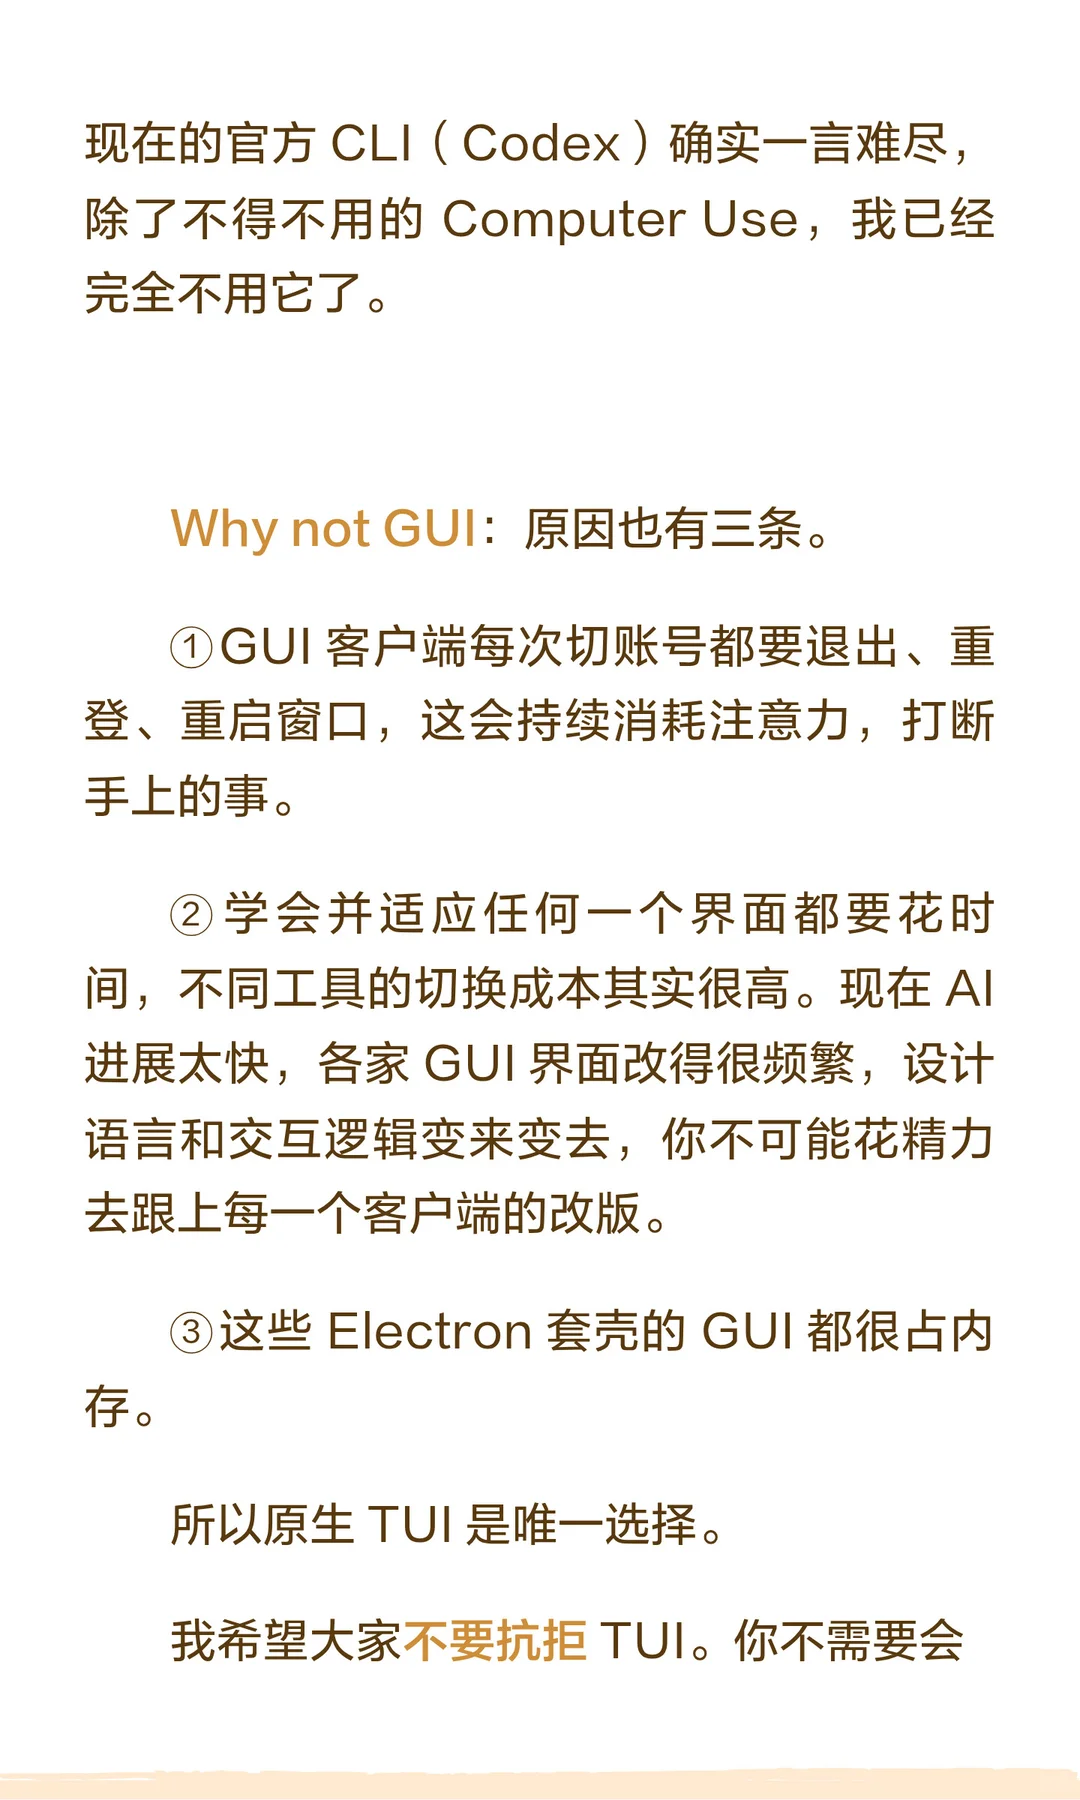 现在的官方 CLI（Codex）确实一言难尽，
除了不得不用的 Computer Use，我已经
完全不用它了。
Why not GUI：原因也有三条。
①GUI 客户端每次切账号都要退出、重
登、重启窗口，这会持续消耗注意力，打断
手上的事。
②学会并适应任何一个界面都要花时
间，不同工具的切换成本其实很高。现在 AI
进展太快，各家 GUI 界面改得很频繁，设计
语言和交互逻辑变来变去，你不可能花精力
去跟上每一个客户端的改版。
③这些 Electron 套壳的 GUI 都很占内
存。
所以原生 TUI 是唯一选择。
我希望大家不要抗拒 TUI。你不需要会